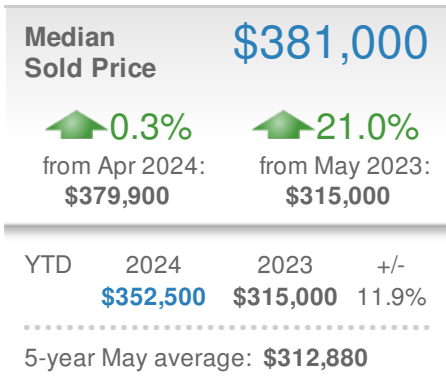 Median
Sold Price
$381,000
0.3%
from Apr 2024:
$379,900
21.0%
from May 2023:
$315,000
YTD 2024 2023 +/-
$352,500 $315,000 11.9%
5-year May average: $312,880